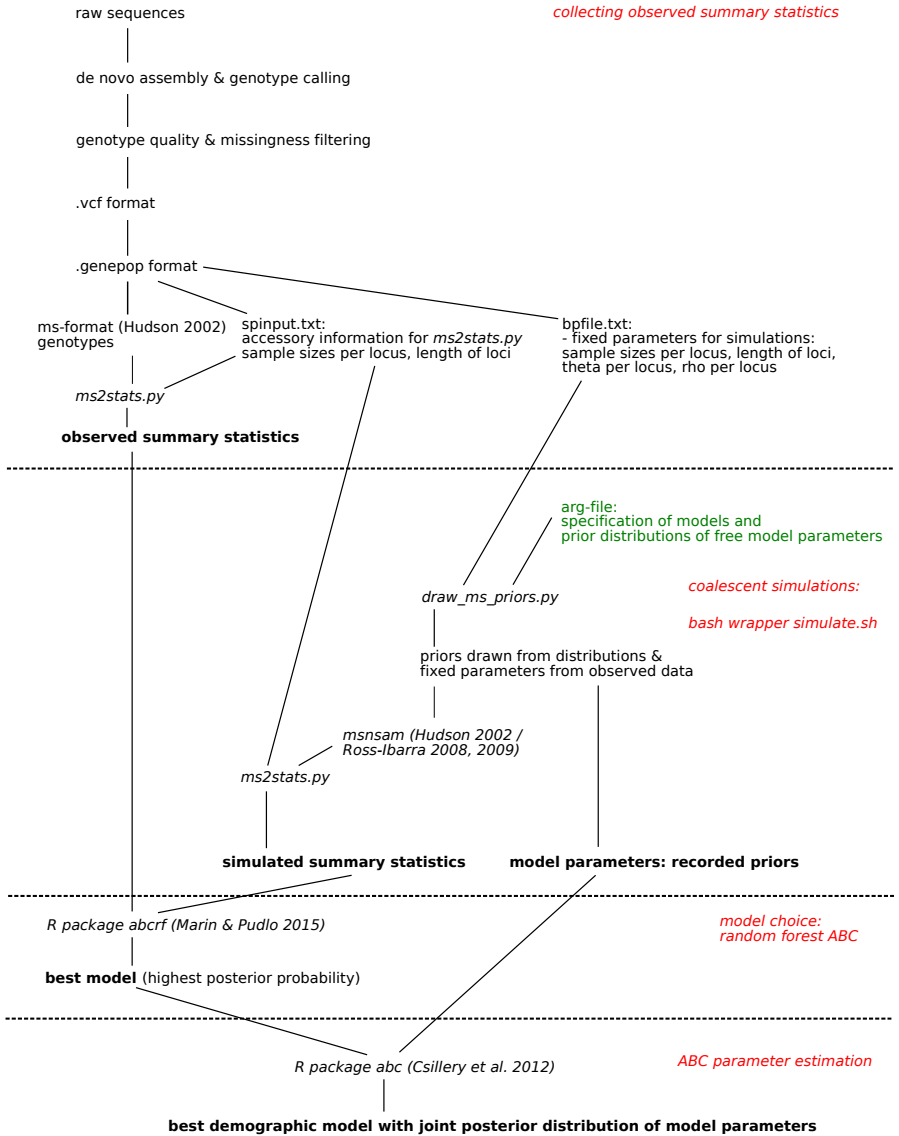 raw sequences
collecting observed summary statistics
de novo assembly & genotype calling
genotype quality & missingness filtering
.vcf format
.genepop format
ms-format (Hudson 2002)
genotypes
spinput.txt:
accessory information for ms2stats.py
sample sizes per locus, length of loci
bpfile.txt:
- fixed parameters for simulations:
sample sizes per locus, length of loci,
theta per locus, rho per locus
ms2stats.py
observed summary statistics
arg-file:
specification of models and
prior distributions of free model parameters
coalescent simulations:
bash wrapper simulate.sh
draw_ms_priors.py
priors drawn from distributions &
fixed parameters from observed data
msnsam (Hudson 2002 /
Ross-Ibarra 2008, 2009)
ms2stats.py
simulated summary statistics
model parameters: recorded priors
R package abcrf (Marin & Pudlo 2015)
model choice:
random forest ABC
best model (highest posterior probability)
R package abc (Csillery et al. 2012)
ABC parameter estimation
best demographic model with joint posterior distribution of model parameters